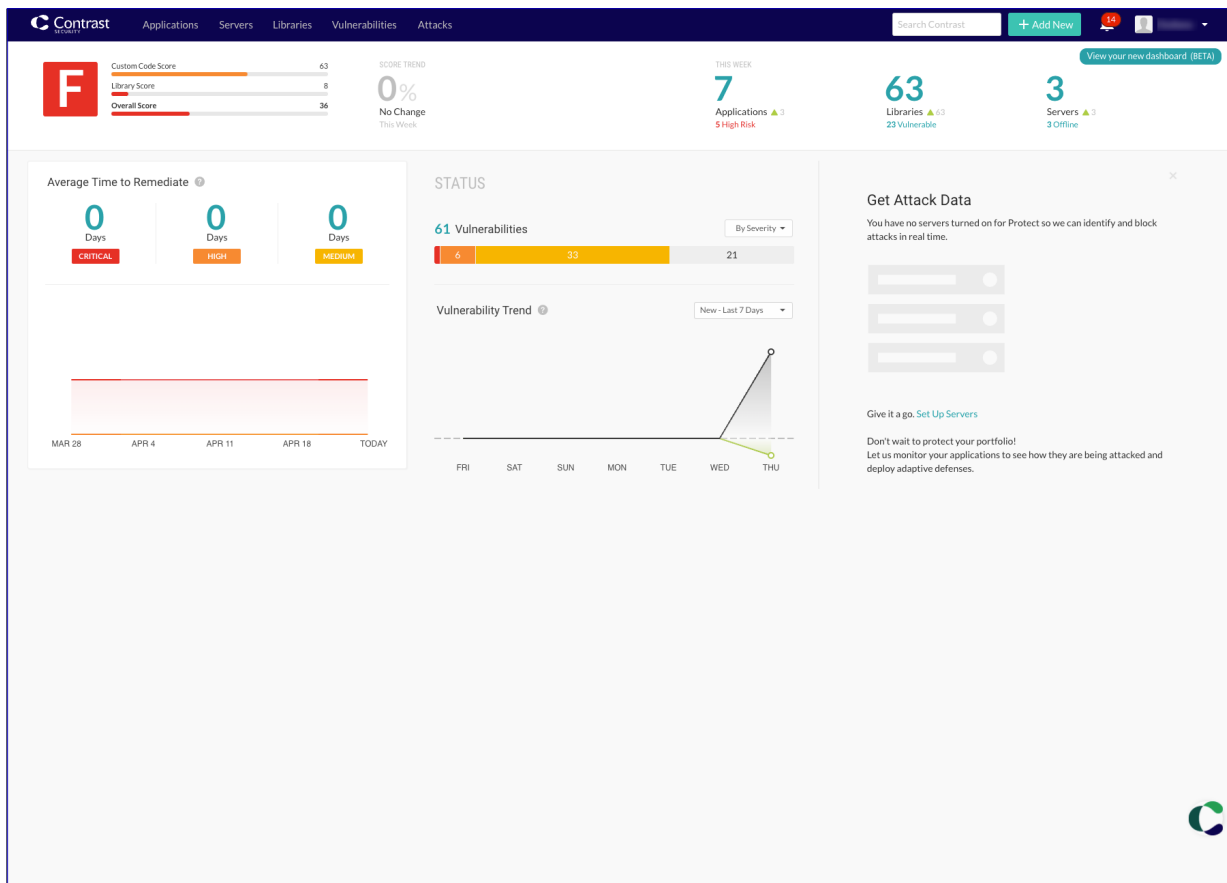 Contrast
SECURITY
Applications
Servers
Libraries
Vulnerabilities
Attacks
Search Contrast
+ Add New
14
View your new dashboard (BETA)
F
Custom Code Score 63
Library Score 8
Overall Score 36
SCORE TREND
0%
No Change
This Week
THIS WEEK
7
Applications ▲ 3
5 High Risk
63
Libraries ▲ 63
23 Vulnerable
3
Servers ▲ 3
3 Offline
Average Time to Remediate ?
0 0 0
Days Days Days
CRITICAL HIGH MEDIUM
MAR 28 APR 4 APR 11 APR 18 TODAY
STATUS
61 Vulnerabilities
By Severity
6 33 21
Vulnerability Trend ?
New - Last 7 Days
FRI SAT SUN MON TUE WED THU
×
Get Attack Data
You have no servers turned on for Protect so we can identify and block
attacks in real time.
Give it a go. Set Up Servers
Don't wait to protect your portfolio!
Let us monitor your applications to see how they are being attacked and
deploy adaptive defenses.